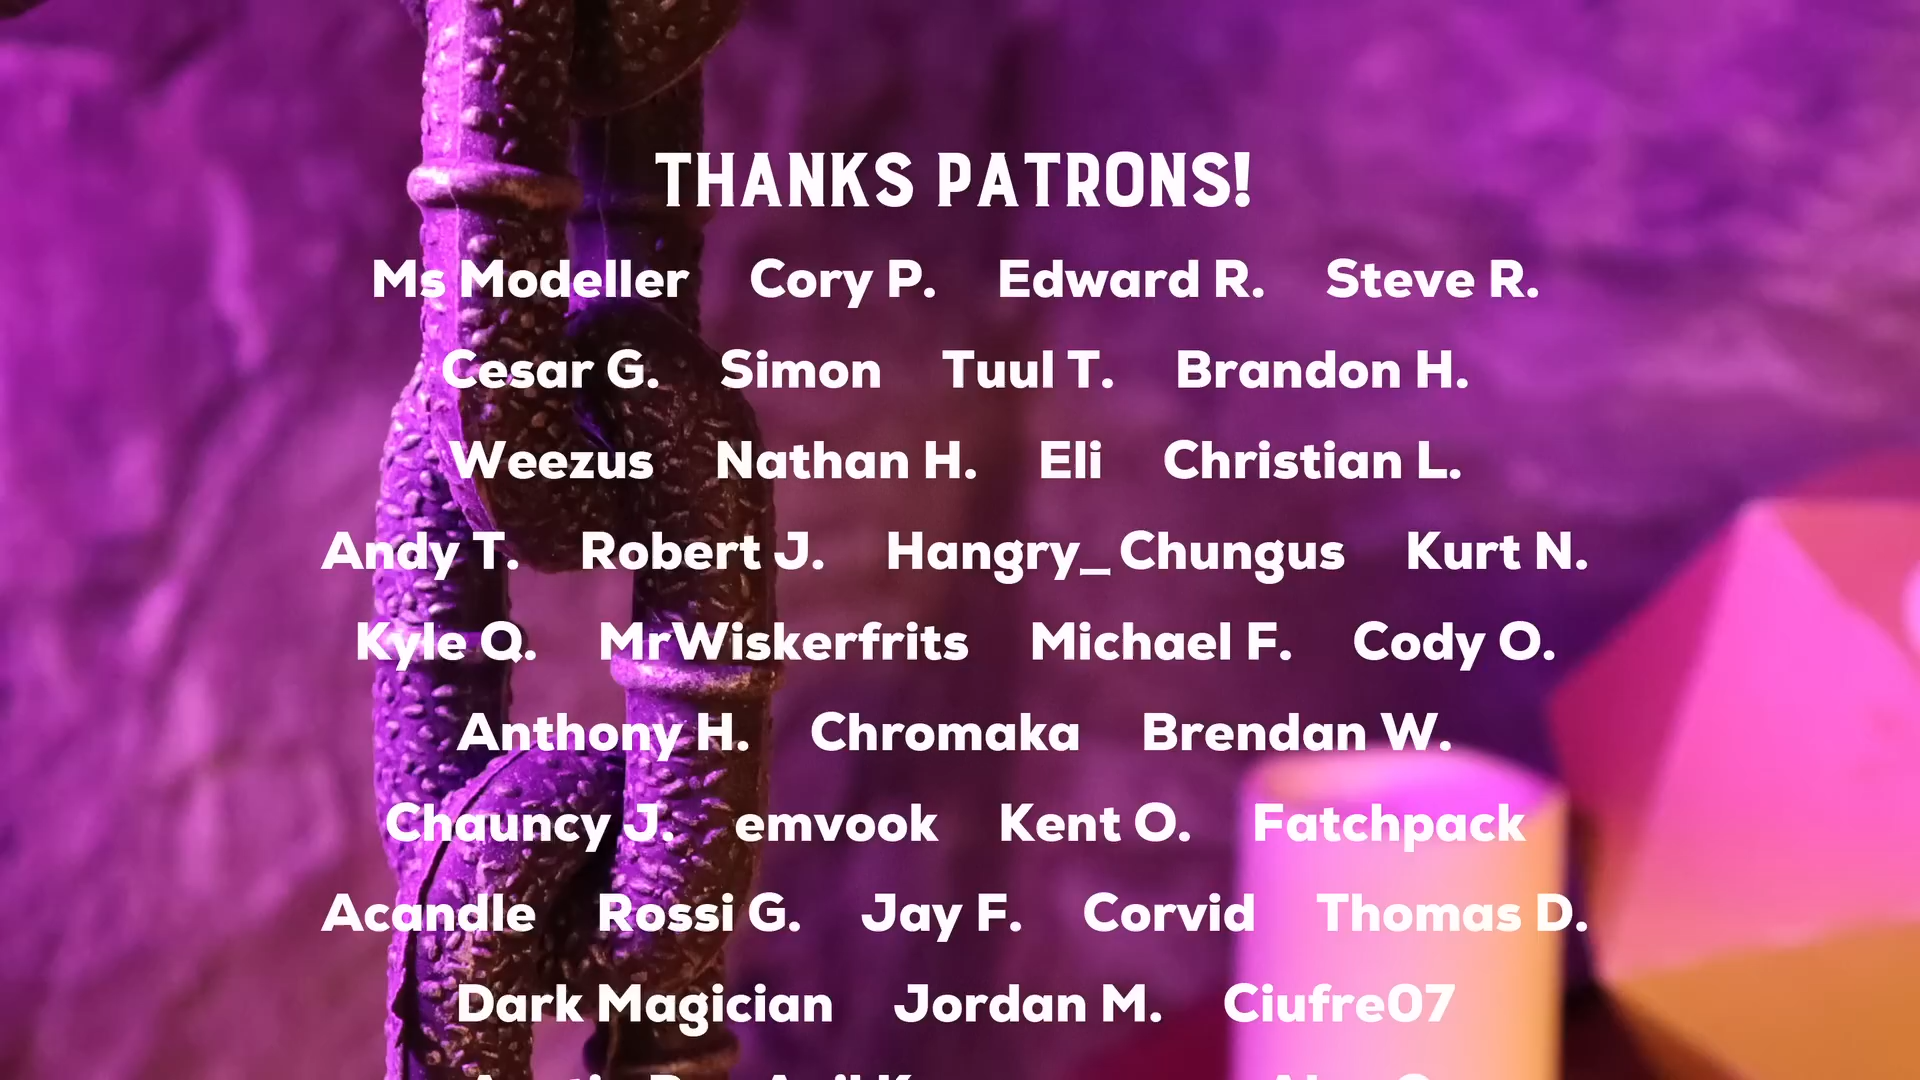 THANKS PATRONS!
Ms Modeller Cory P. Edward R. Steve R.
Cesar G. Simon Tuul T. Brandon H.
Weezus Nathan H. Eli Christian L.
Andy T. Robert J. Hangry_Chungus Kurt N.
Kyle Q. MrWiskerfrits Michael F. Cody O.
Anthony H. Chromaka Brendan W.
Chauncy J. emvook Kent O. Fatchpack
Acandle Rossi G. Jay F. Corvid Thomas D.
Dark Magician Jordan M. Ciufre07